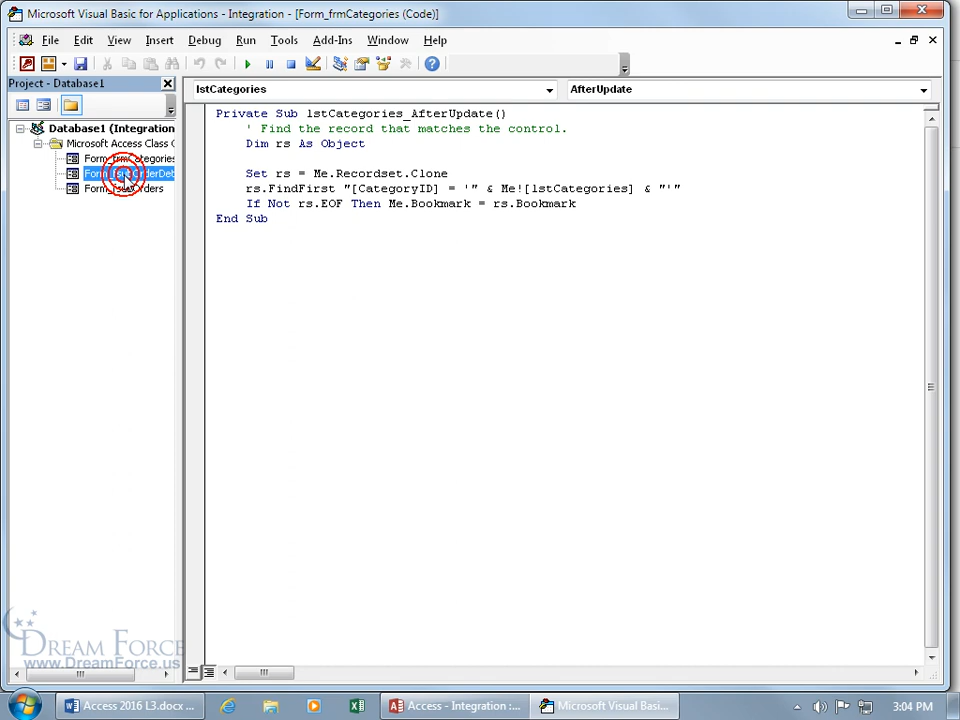 Microsoft Visual Basic for Applications - Integration - [Form_frmCategories (Code)]
File Edit View Insert Debug Run Tools Add-Ins Window Help
Project - Database1
lstCategories AfterUpdate
Database1 (Integration
Microsoft Access Class
Private Sub lstCategories_AfterUpdate()
' Find the record that matches the control.
Dim rs As Object
Set rs = Me.Recordset.Clone
rs.FindFirst "[CategoryID] = '" & Me![lstCategories] & "'"
If Not rs.EOF Then Me.Bookmark = rs.Bookmark
End Sub
DREAM FORCE
www.DreamForce.us
Access 2016 L3.docx ... Access - Integration :... Microsoft Visual Basi... 3:04 PM